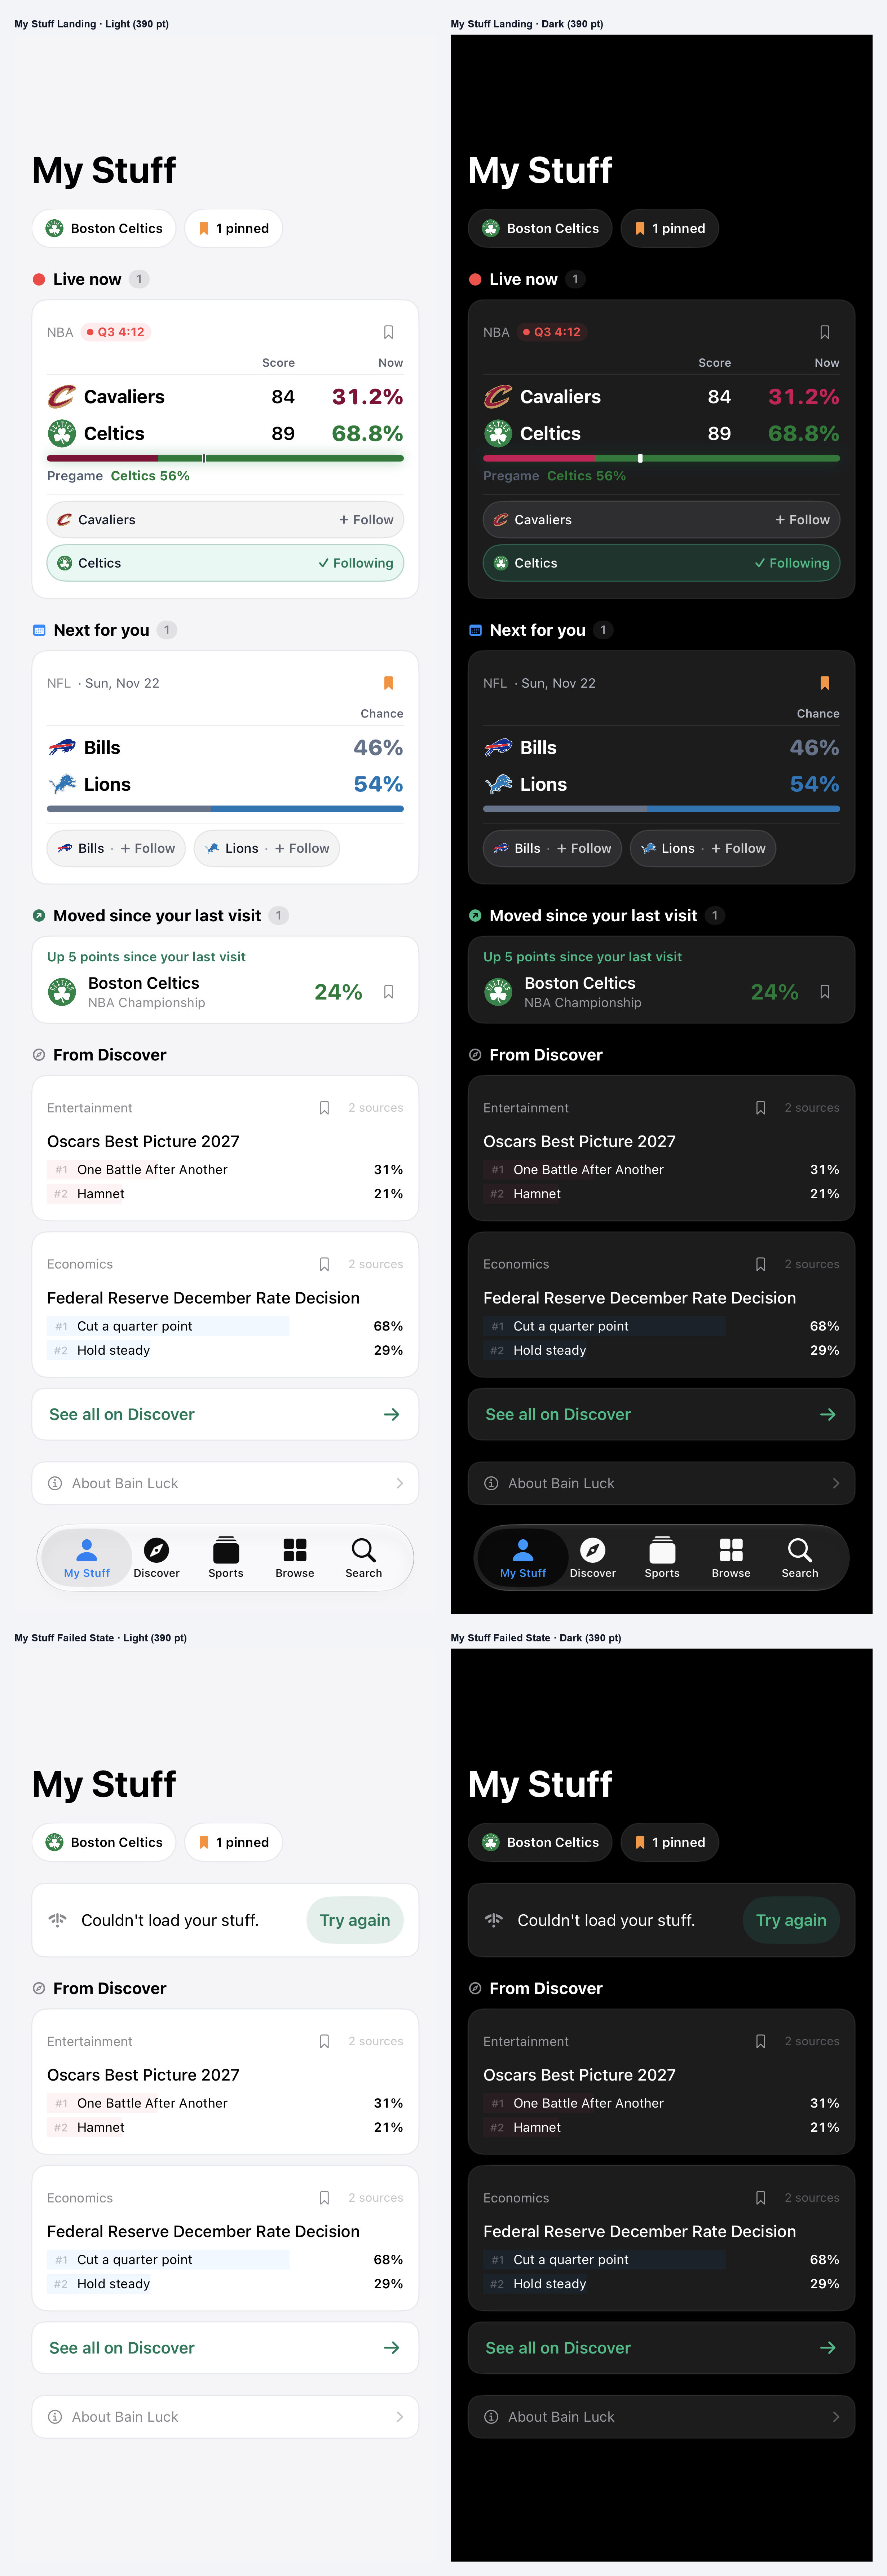 My Stuff Landing · Light (390 pt)
My Stuff
Boston Celtics
1 pinned
Live now 1
NBA Q3 4:12
Score Now
Cavaliers 84 31.2%
Celtics 89 68.8%
Pregame Celtics 56%
Cavaliers + Follow
Celtics ✓ Following
Next for you 1
NFL · Sun, Nov 22
Chance
Bills 46%
Lions 54%
Bills · + Follow
Lions · + Follow
Moved since your last visit 1
Up 5 points since your last visit
Boston Celtics
NBA Championship
24%
From Discover
Entertainment 2 sources
Oscars Best Picture 2027
#1 One Battle After Another 31%
#2 Hamnet 21%
Economics 2 sources
Federal Reserve December Rate Decision
#1 Cut a quarter point 68%
#2 Hold steady 29%
See all on Discover
About Bain Luck
My Stuff Discover Sports Browse Search
My Stuff Landing · Dark (390 pt)
My Stuff
Boston Celtics
1 pinned
Live now 1
NBA Q3 4:12
Score Now
Cavaliers 84 31.2%
Celtics 89 68.8%
Pregame Celtics 56%
Cavaliers + Follow
Celtics ✓ Following
Next for you 1
NFL · Sun, Nov 22
Chance
Bills 46%
Lions 54%
Bills · + Follow
Lions · + Follow
Moved since your last visit 1
Up 5 points since your last visit
Boston Celtics
NBA Championship
24%
From Discover
Entertainment 2 sources
Oscars Best Picture 2027
#1 One Battle After Another 31%
#2 Hamnet 21%
Economics 2 sources
Federal Reserve December Rate Decision
#1 Cut a quarter point 68%
#2 Hold steady 29%
See all on Discover
About Bain Luck
My Stuff Discover Sports Browse Search
My Stuff Failed State · Light (390 pt)
My Stuff
Boston Celtics
1 pinned
Couldn't load your stuff. Try again
From Discover
Entertainment 2 sources
Oscars Best Picture 2027
#1 One Battle After Another 31%
#2 Hamnet 21%
Economics 2 sources
Federal Reserve December Rate Decision
#1 Cut a quarter point 68%
#2 Hold steady 29%
See all on Discover
About Bain Luck
My Stuff Failed State · Dark (390 pt)
My Stuff
Boston Celtics
1 pinned
Couldn't load your stuff. Try again
From Discover
Entertainment 2 sources
Oscars Best Picture 2027
#1 One Battle After Another 31%
#2 Hamnet 21%
Economics 2 sources
Federal Reserve December Rate Decision
#1 Cut a quarter point 68%
#2 Hold steady 29%
See all on Discover
About Bain Luck